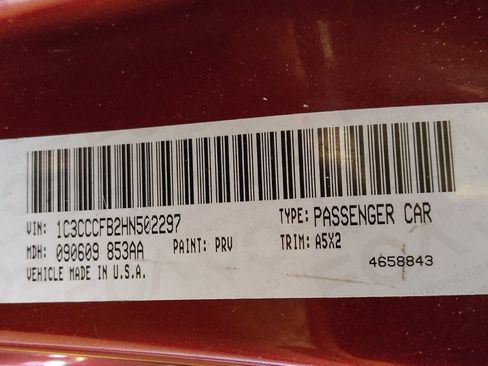 VIN: 1C3CCCFB2HN502297 TYPE: PASSENGER CAR
MDH: 090609 853AA PAINT: PRV TRIM: A5X2
VEHICLE MADE IN U.S.A. 4658843